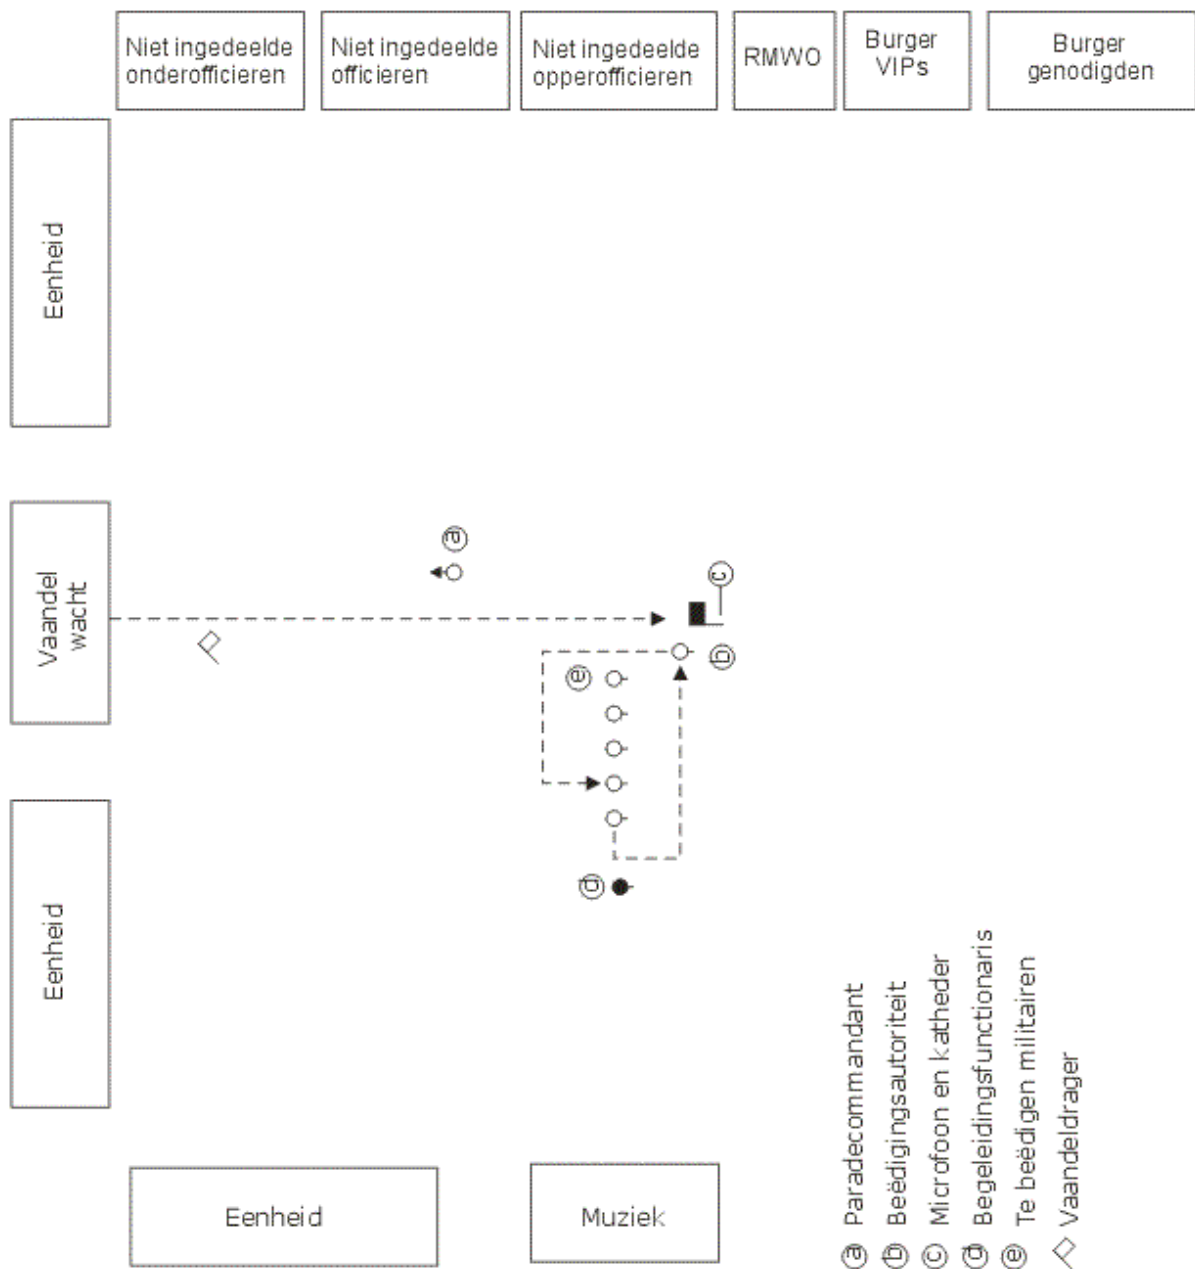 Niet ingedeelde
onderofficieren
Niet ingedeelde
officieren
Niet ingedeelde
opperofficieren
RMWO
Burger
VIPs
Burger
genodigden
Eenheid
Vaandel
wacht
Eenheid
Eenheid
Muziek
a
c
b
e
d
a Paradecommandant
b Beëdigingsautoriteit
c Microfoon en katheder
d Begeleidingsfunctionaris
e Te beëdigen militairen
Vaandeldrager